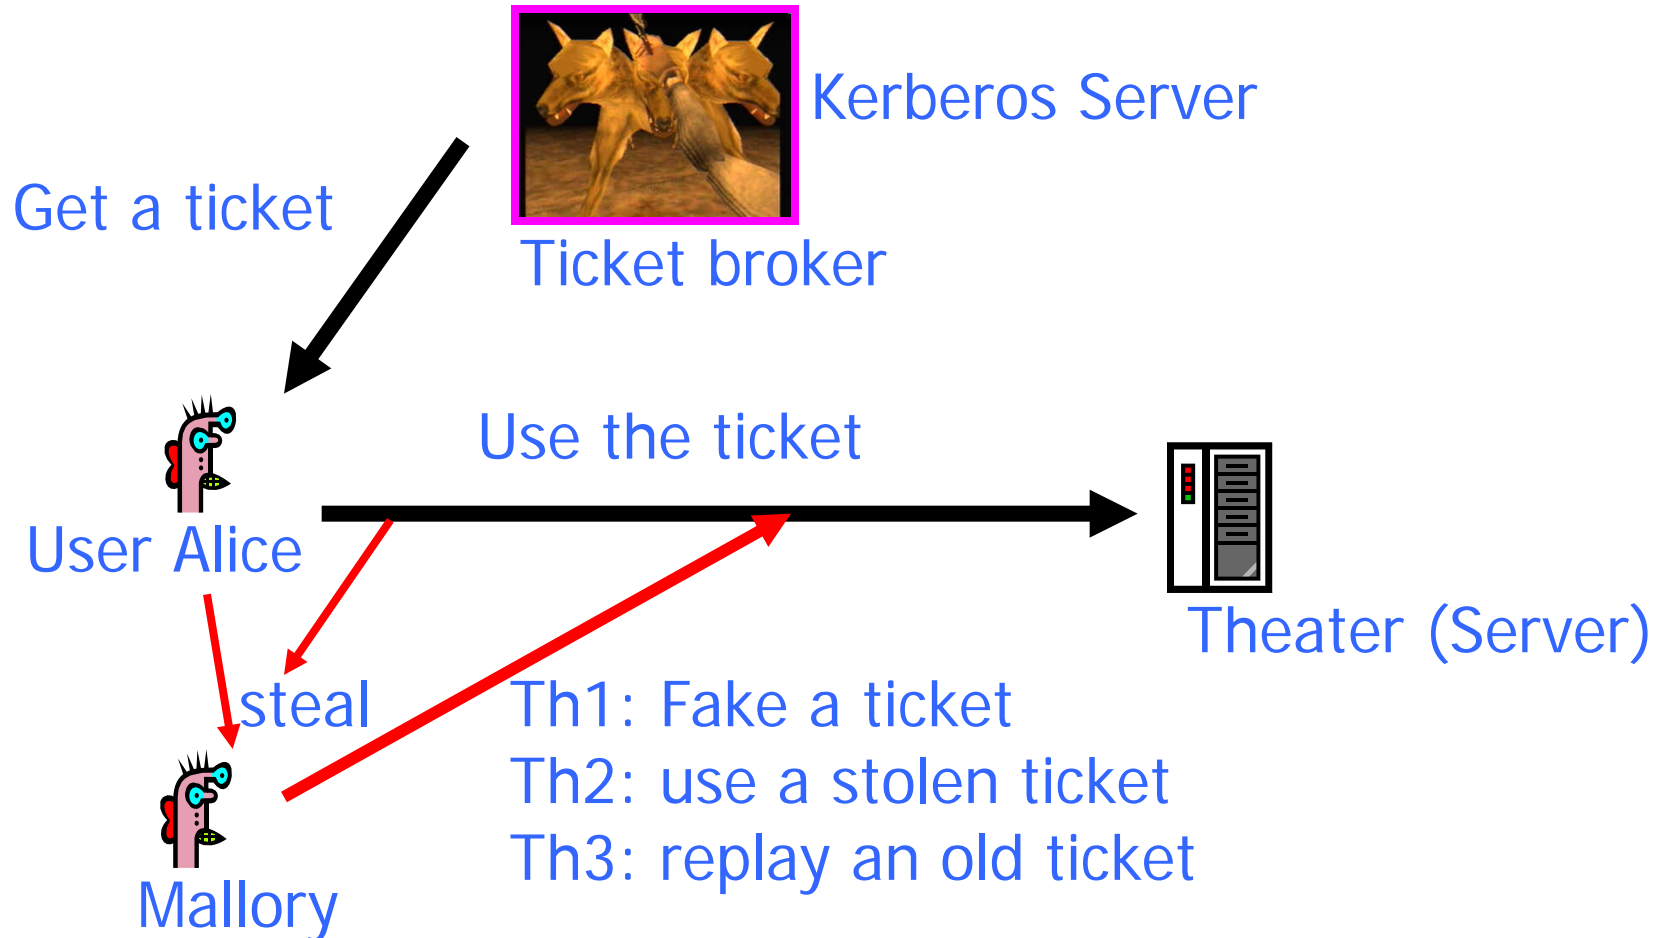 Kerberos Server
Get a ticket
Ticket broker
Use the ticket
User Alice
Theater (Server)
steal
Th1: Fake a ticket
Th2: use a stolen ticket
Th3: replay an old ticket
Mallory